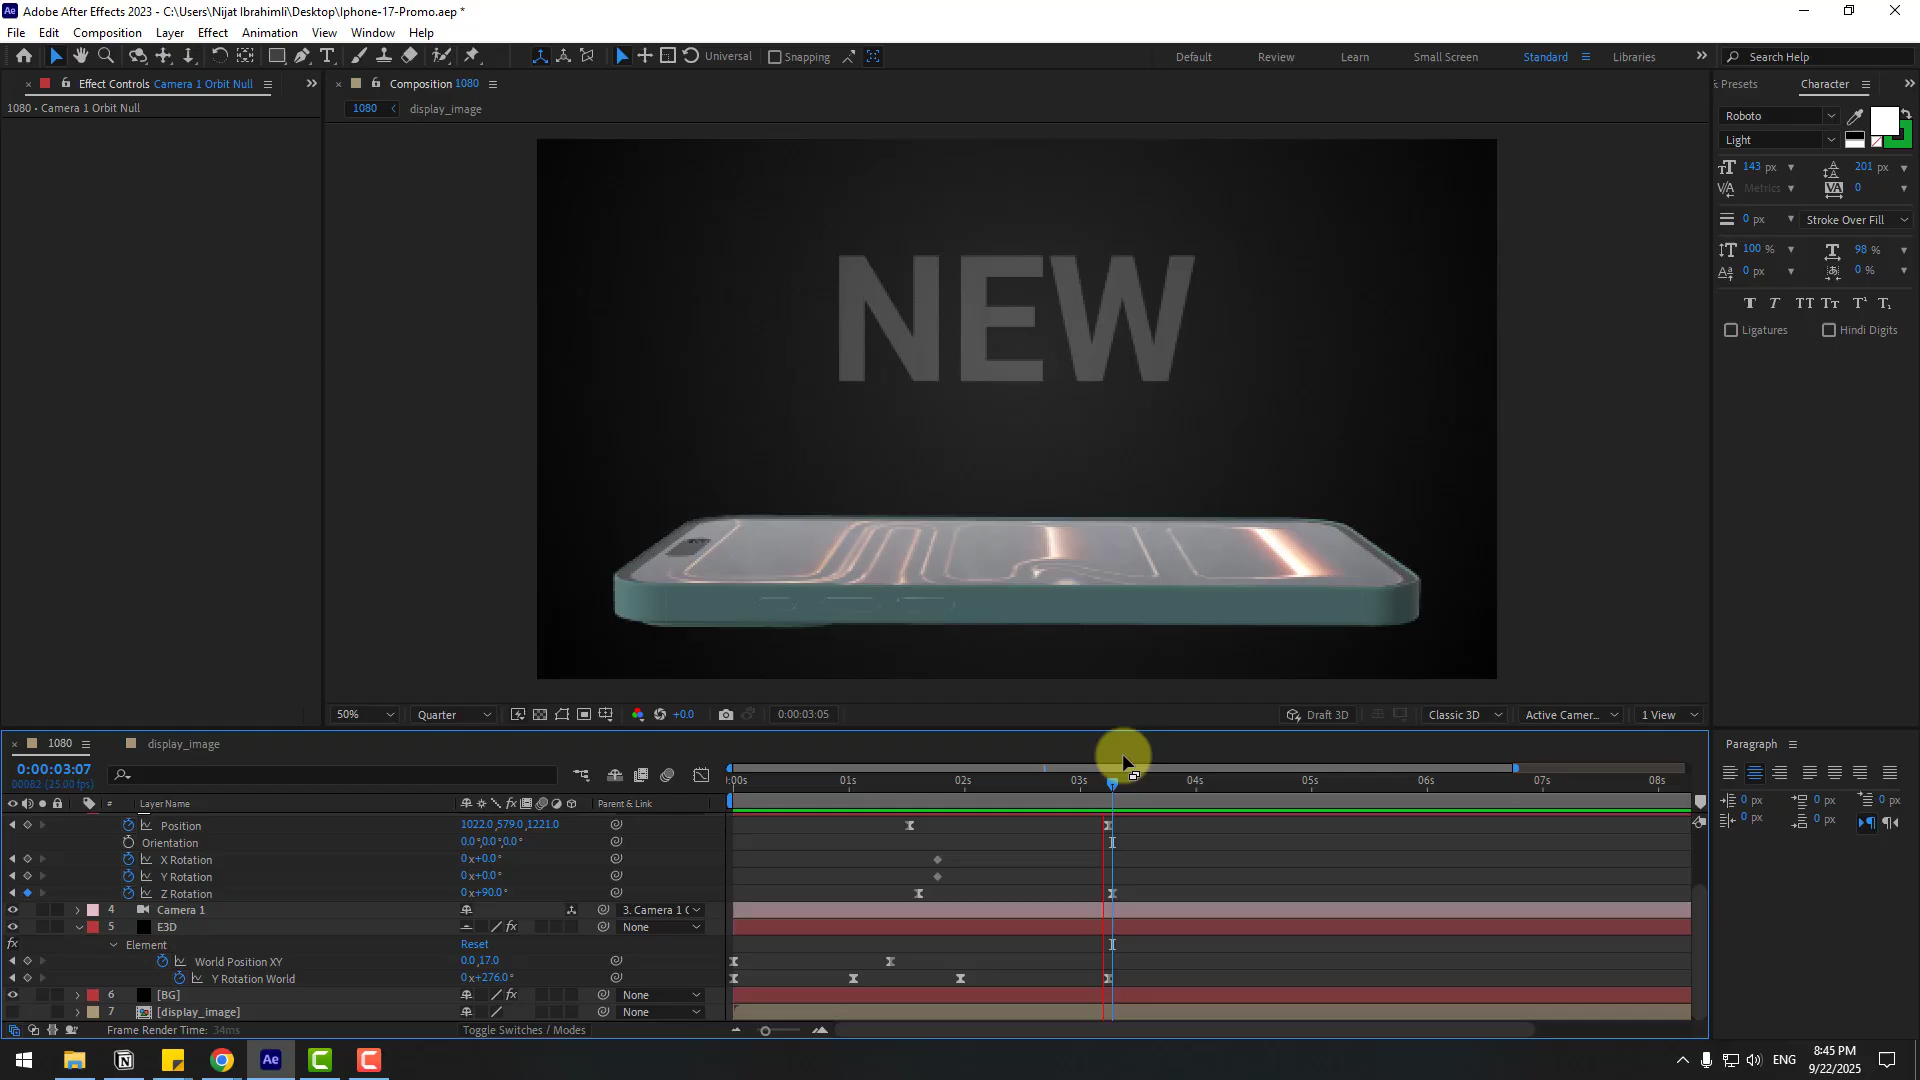 Adobe After Effects 2023 - C:\Users\Nijat Ibrahimli\Desktop\Iphone-17-Promo.aep *
File Edit Composition Layer Effect Animation View Window Help
Universal Snapping Default Review Learn Small Screen Standard Libraries Search Help
Effect Controls Camera 1 Orbit Null
Composition 1080
Presets Character
1080 • Camera 1 Orbit Null
1080 display_image
Roboto
Light
143 px 201 px
Metrics 0
0 px Stroke Over Fill
100 % 98 %
0 px 0 %
Ligatures Hindi Digits
NEW
50% Quarter +0.0 0:00:03:05 Draft 3D Classic 3D Active Camer... 1 View
1080 display_image
Paragraph
0:00:03:07
00082 (25.00 fps)
:00s 01s 02s 03s 04s 05s 06s 07s 08s
0 px 0 px 0 px
0 px 0 px
# Layer Name Parent & Link
Position 1022.0,579.0,1221.0
Orientation 0.0°,0.0°,0.0°
X Rotation 0x+0.0°
Y Rotation 0x+0.0°
Z Rotation 0x+90.0°
4 Camera 1 3. Camera 1 (
5 E3D None
Element Reset
World Position XY 0.0,17.0
Y Rotation World 0x+276.0°
6 [BG] None
7 [display_image] None
Frame Render Time: 34ms Toggle Switches / Modes
ENG
8:45 PM
9/22/2025